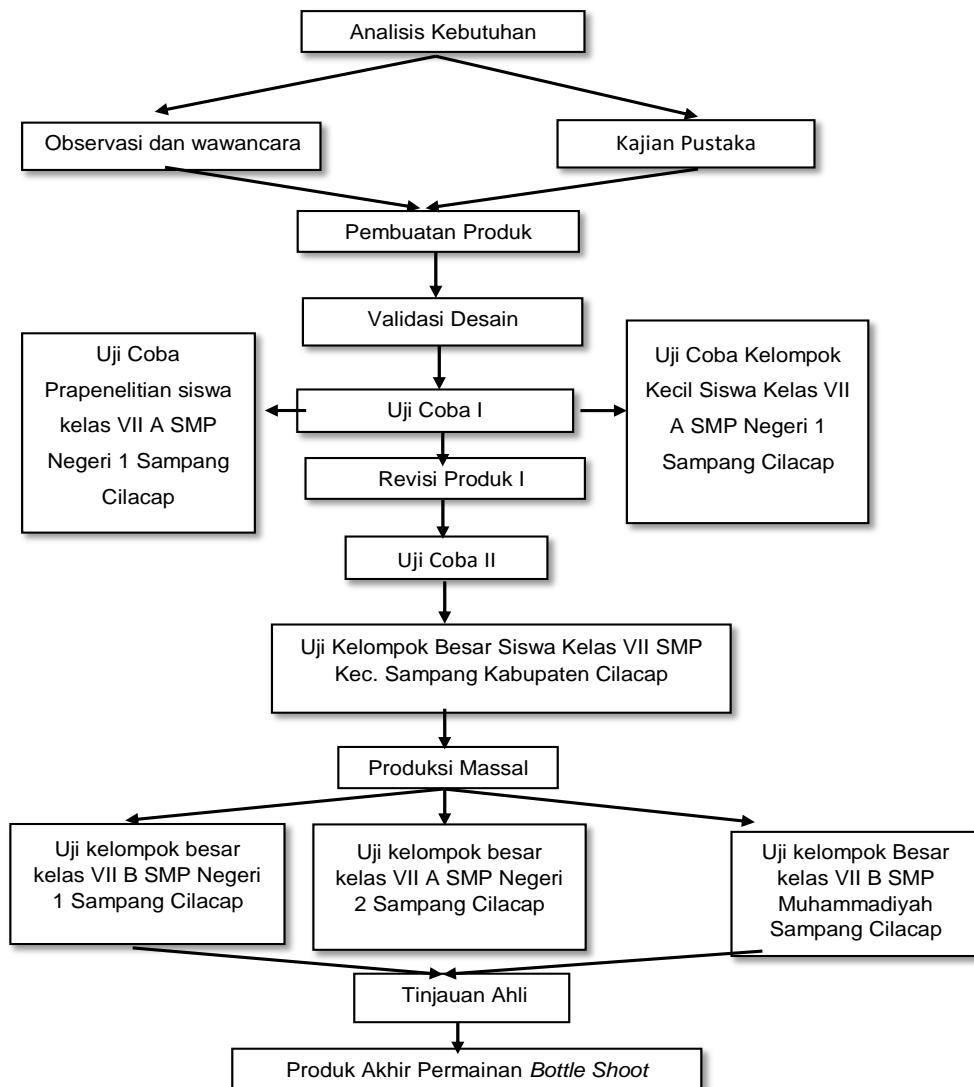 Analisis Kebutuhan
Observasi dan wawancara
Kajian Pustaka
Pembuatan Produk
Validasi Desain
Uji Coba
Prapenelitian siswa
kelas VII A SMP
Negeri 1 Sampang
Cilacap
Uji Coba I
Uji Coba Kelompok
Kecil Siswa Kelas VII
A SMP Negeri 1
Sampang Cilacap
Revisi Produk I
Uji Coba II
Uji Kelompok Besar Siswa Kelas VII SMP
Kec. Sampang Kabupaten Cilacap
Produksi Massal
Uji kelompok besar
kelas VII B SMP Negeri
1 Sampang Cilacap
Uji kelompok besar
kelas VII A SMP Negeri
2 Sampang Cilacap
Uji kelompok Besar
kelas VII B SMP
Muhammadiyah
Sampang Cilacap
Tinjauan Ahli
Produk Akhir Permainan Bottle Shoot